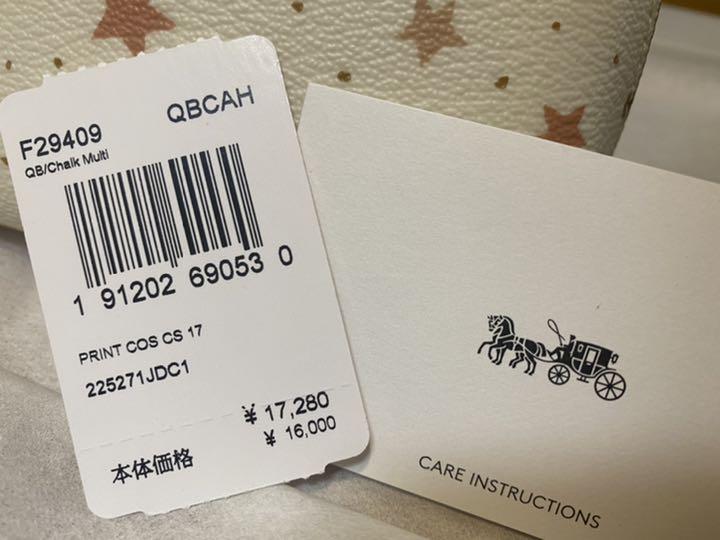 F29409
QBCAH
QB/Chalk Multi
1 91202 69053 0
PRINT COS CS 17
225271JDC1
¥ 17,280
¥ 16,000
本体価格
CARE INSTRUCTIONS